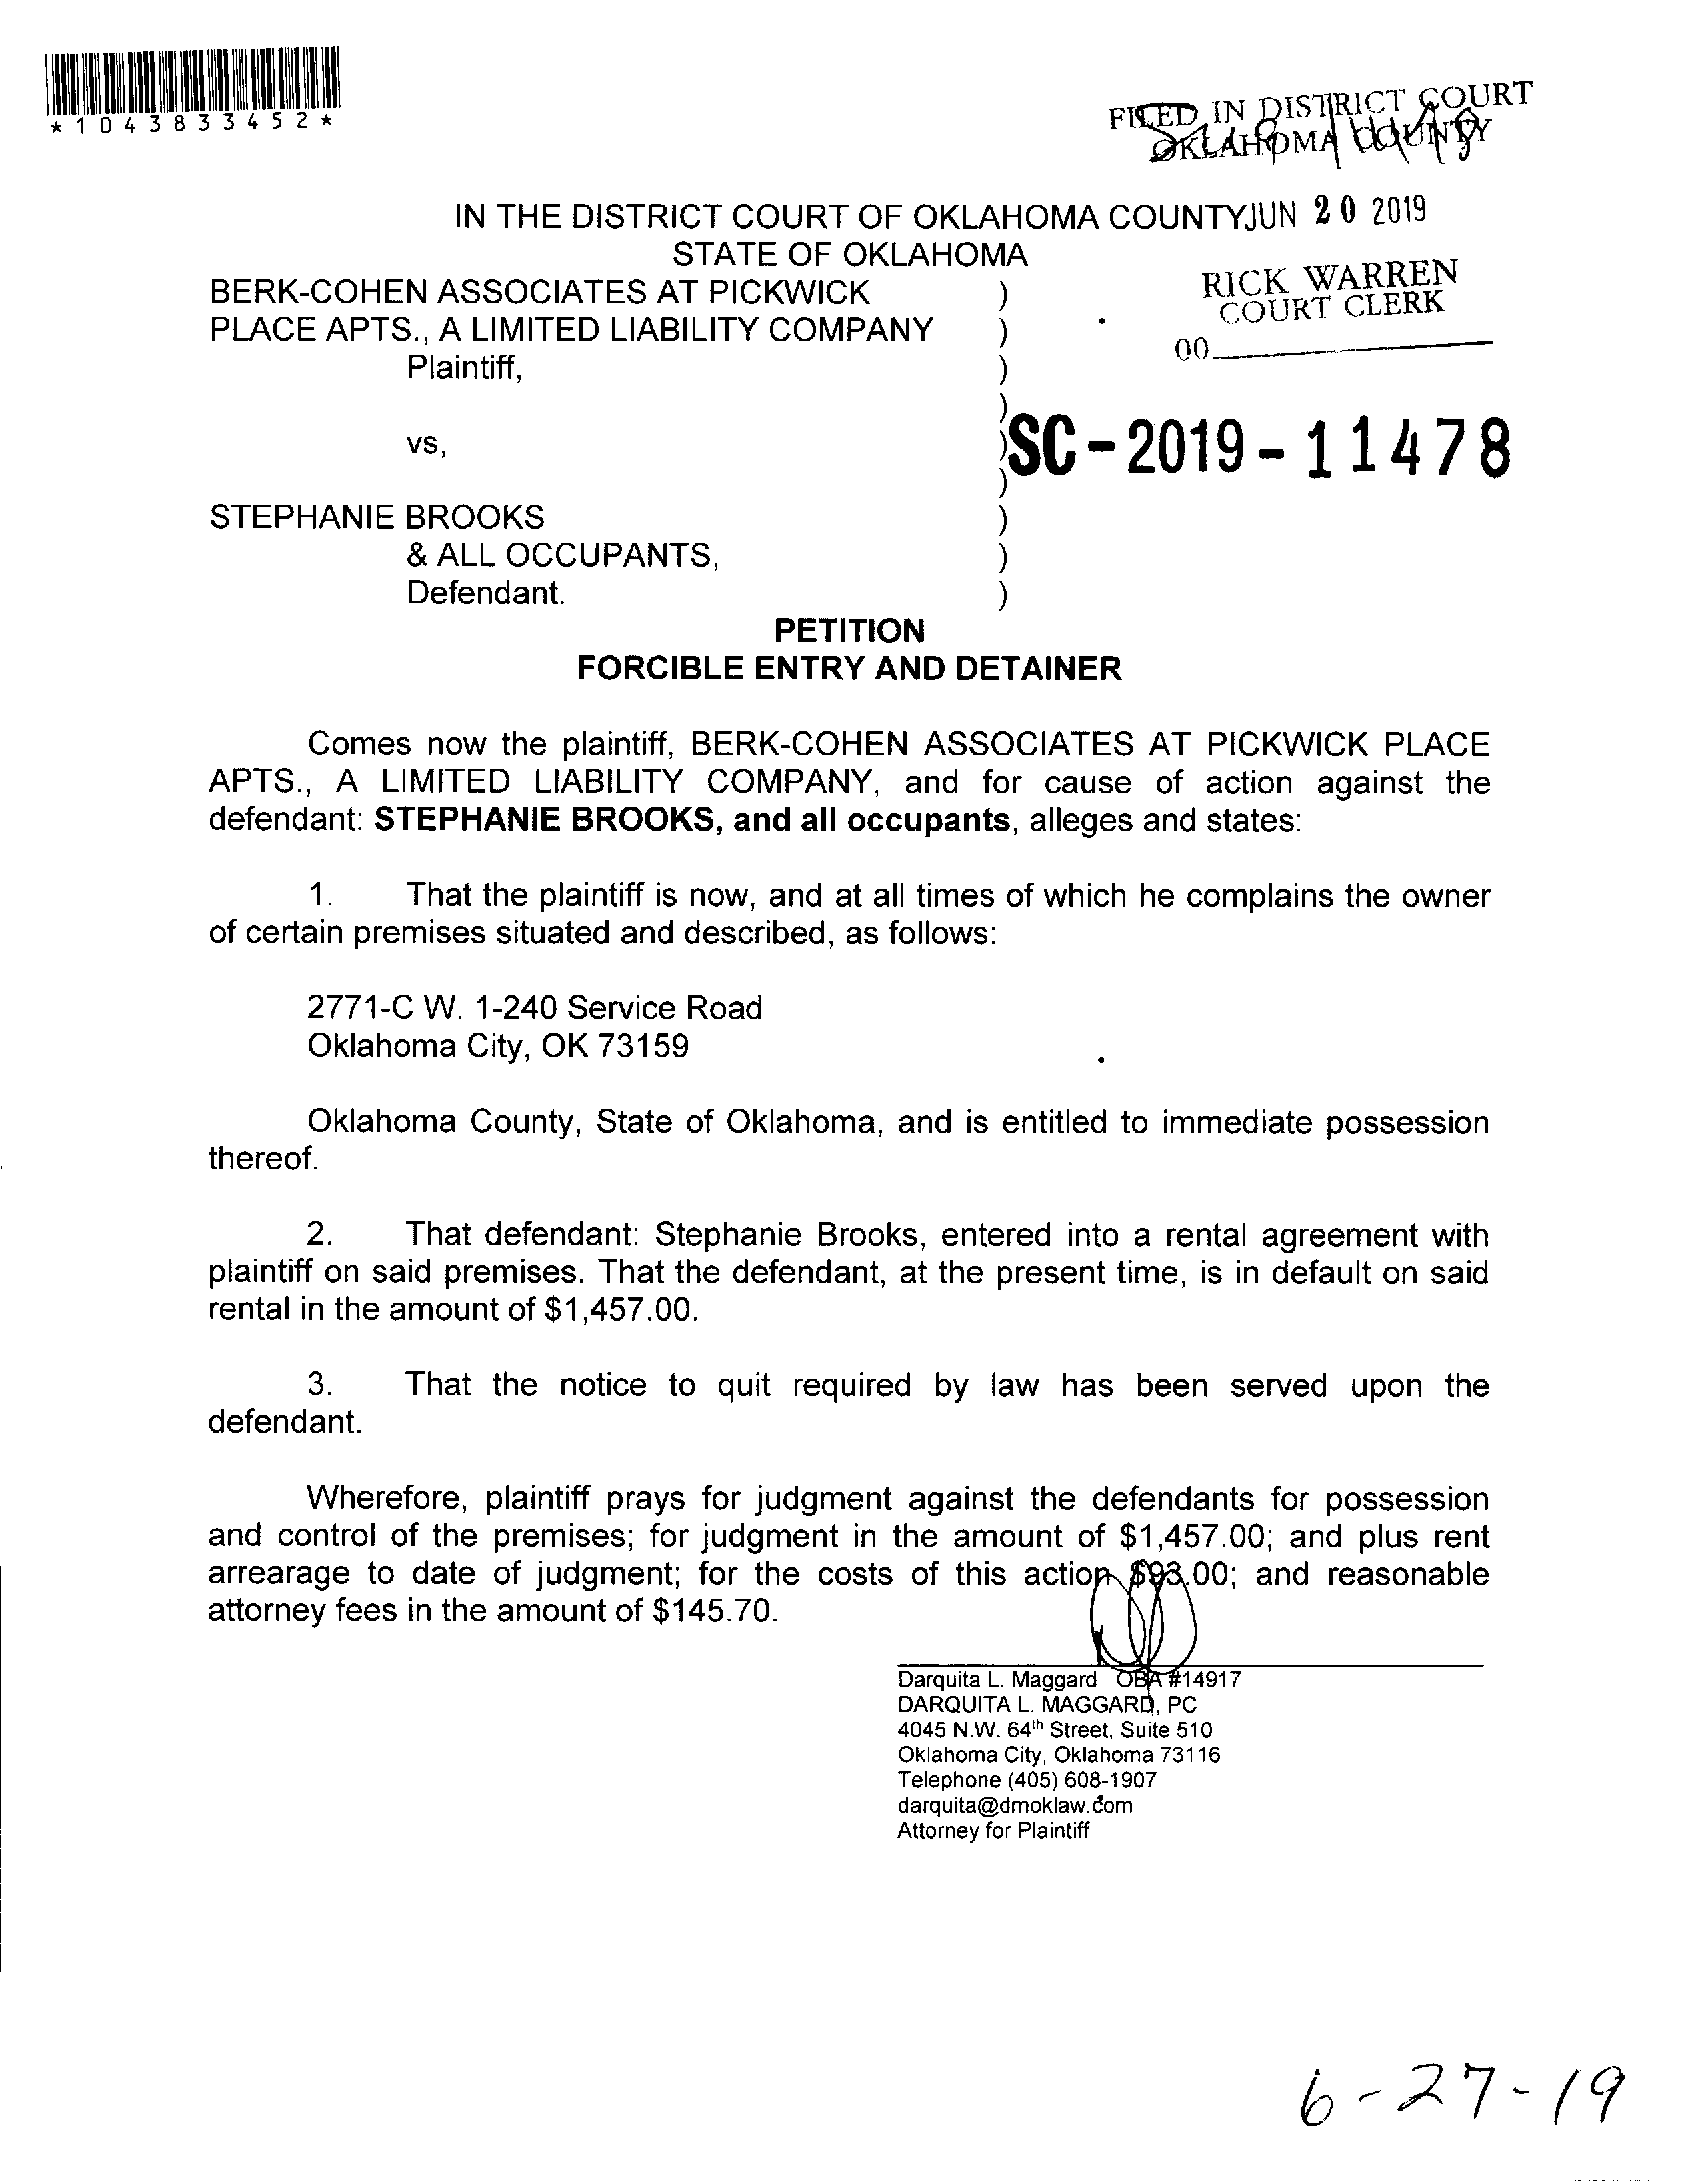 *1043833452*
FILED IN DISTRICT COURT
OKLAHOMA COUNTY
IN THE DISTRICT COURT OF OKLAHOMA COUNTY JUN 20 2019
STATE OF OKLAHOMA
RICK WARREN
COURT CLERK
00
BERK-COHEN ASSOCIATES AT PICKWICK )
PLACE APTS., A LIMITED LIABILITY COMPANY )
Plaintiff, )
)
vs, )
SC-2019-11478
)
STEPHANIE BROOKS )
& ALL OCCUPANTS, )
Defendant. )
PETITION
FORCIBLE ENTRY AND DETAINER
Comes now the plaintiff, BERK-COHEN ASSOCIATES AT PICKWICK PLACE
APTS., A LIMITED LIABILITY COMPANY, and for cause of action against the
defendant: STEPHANIE BROOKS, and all occupants, alleges and states:
1. That the plaintiff is now, and at all times of which he complains the owner
of certain premises situated and described, as follows:
2771-C W. 1-240 Service Road
Oklahoma City, OK 73159
Oklahoma County, State of Oklahoma, and is entitled to immediate possession
thereof.
2. That defendant: Stephanie Brooks, entered into a rental agreement with
plaintiff on said premises. That the defendant, at the present time, is in default on said
rental in the amount of $1,457.00.
3. That the notice to quit required by law has been served upon the
defendant.
Wherefore, plaintiff prays for judgment against the defendants for possession
and control of the premises; for judgment in the amount of $1,457.00; and plus rent
arrearage to date of judgment; for the costs of this action $93.00; and reasonable
attorney fees in the amount of $145.70.
Darquita L. Maggard OBA #14917
DARQUITA L. MAGGARD, PC
4045 N.W. 64th Street, Suite 510
Oklahoma City, Oklahoma 73116
Telephone (405) 608-1907
darquita@dmoklaw.com
Attorney for Plaintiff
6-27-19